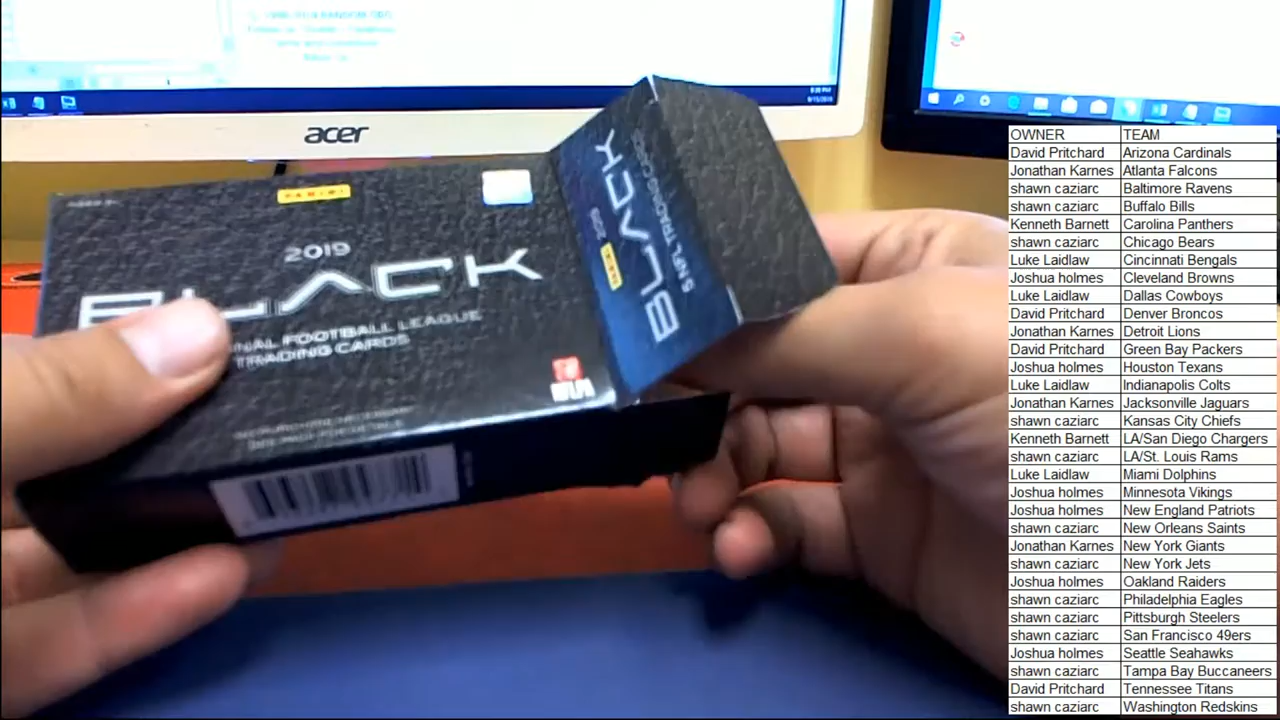 acer
PANINI
2019
BLACK
NATIONAL FOOTBALL LEAGUE
TRADING CARDS
PANINI 2019
BLACK
5 NFL TRADING CARDS
OWNER TEAM
David Pritchard Arizona Cardinals
Jonathan Karnes Atlanta Falcons
shawn caziarc Baltimore Ravens
shawn caziarc Buffalo Bills
Kenneth Barnett Carolina Panthers
shawn caziarc Chicago Bears
Luke Laidlaw Cincinnati Bengals
Joshua holmes Cleveland Browns
Luke Laidlaw Dallas Cowboys
David Pritchard Denver Broncos
Jonathan Karnes Detroit Lions
David Pritchard Green Bay Packers
Joshua holmes Houston Texans
Luke Laidlaw Indianapolis Colts
Jonathan Karnes Jacksonville Jaguars
shawn caziarc Kansas City Chiefs
Kenneth Barnett LA/San Diego Chargers
shawn caziarc LA/St. Louis Rams
Luke Laidlaw Miami Dolphins
Joshua holmes Minnesota Vikings
Joshua holmes New England Patriots
shawn caziarc New Orleans Saints
Jonathan Karnes New York Giants
shawn caziarc New York Jets
Joshua holmes Oakland Raiders
shawn caziarc Philadelphia Eagles
shawn caziarc Pittsburgh Steelers
shawn caziarc San Francisco 49ers
Joshua holmes Seattle Seahawks
shawn caziarc Tampa Bay Buccaneers
David Pritchard Tennessee Titans
shawn caziarc Washington Redskins